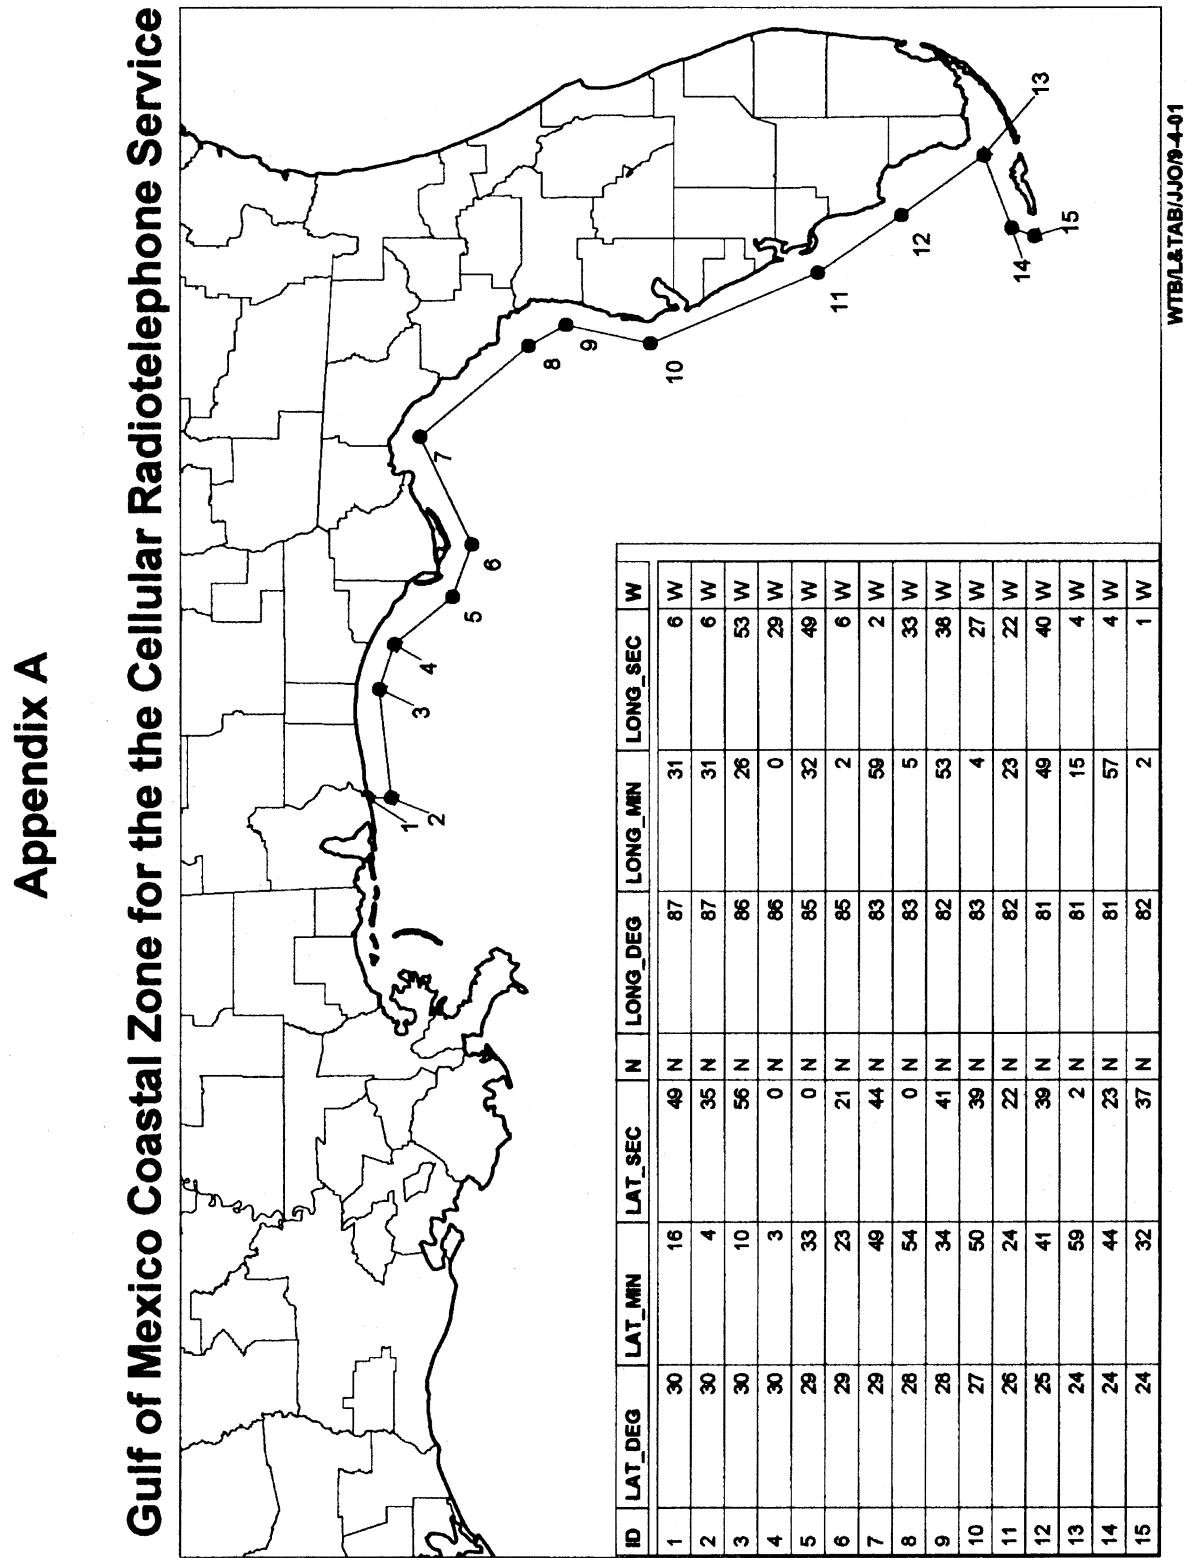 Appendix A
Gulf of Mexico Coastal Zone for the the Cellular Radiotelephone Service
1
2
3
4
5
6
7
8
9
10
11
12
13
14
15
ID LAT_DEG LAT_MIN LAT_SEC N LONG_DEG LONG_MIN LONG_SEC W
1 30 16 49 N 87 31 6 W
2 30 4 35 N 87 31 6 W
3 30 10 56 N 86 26 53 W
4 30 3 0 N 86 0 29 W
5 29 33 0 N 85 32 49 W
6 29 23 21 N 85 2 6 W
7 29 49 44 N 83 59 2 W
8 28 54 0 N 83 5 33 W
9 28 34 41 N 82 53 38 W
10 27 50 39 N 83 4 27 W
11 26 24 22 N 82 23 22 W
12 25 41 39 N 81 49 40 W
13 24 59 2 N 81 15 4 W
14 24 44 23 N 81 57 4 W
15 24 32 37 N 82 2 1 W
WTB/L&TAB/JJO/9-4-01